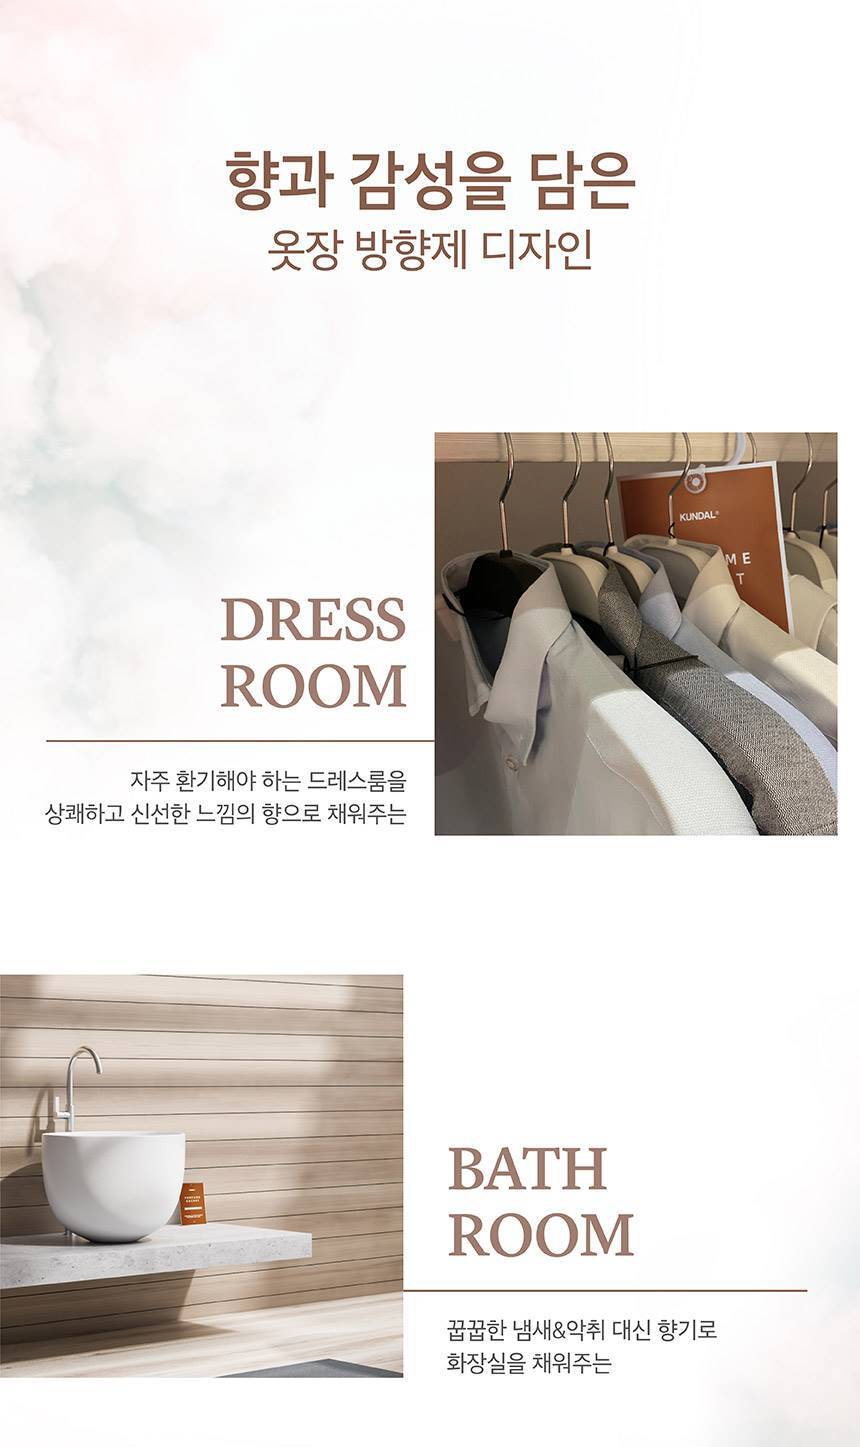 향과 감성을 담은
옷장 방향제 디자인
KUNDAL®
DRESS
ROOM
자주 환기해야 하는 드레스룸을
상쾌하고 신선한 느낌의 향으로 채워주는
BATH
ROOM
꿉꿉한 냄새&악취 대신 향기로
화장실을 채워주는